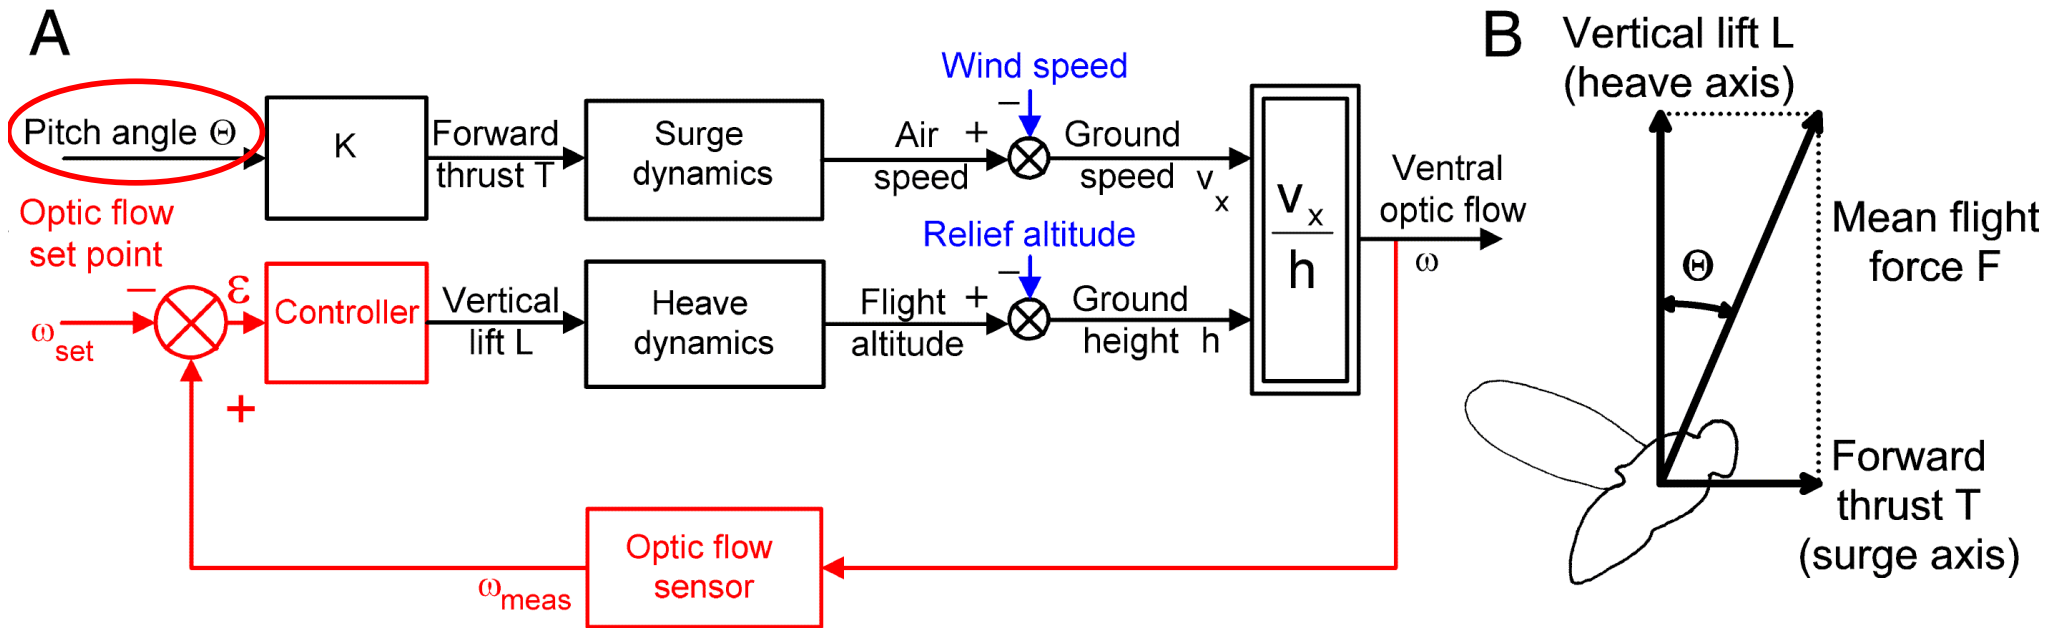 A
Pitch angle Θ
K
Forward
thrust T
Surge
dynamics
Air
speed
+
Wind speed
−
Ground
speed v
x
v x
h
Ventral
optic flow
ω
Optic flow
set point
−
ω set
ε
+
Controller
Vertical
lift L
Heave
dynamics
Flight
altitude
+
Relief altitude
−
Ground
height h
Optic flow
sensor
ω meas
B
Vertical lift L
(heave axis)
Θ
Mean flight
force F
Forward
thrust T
(surge axis)